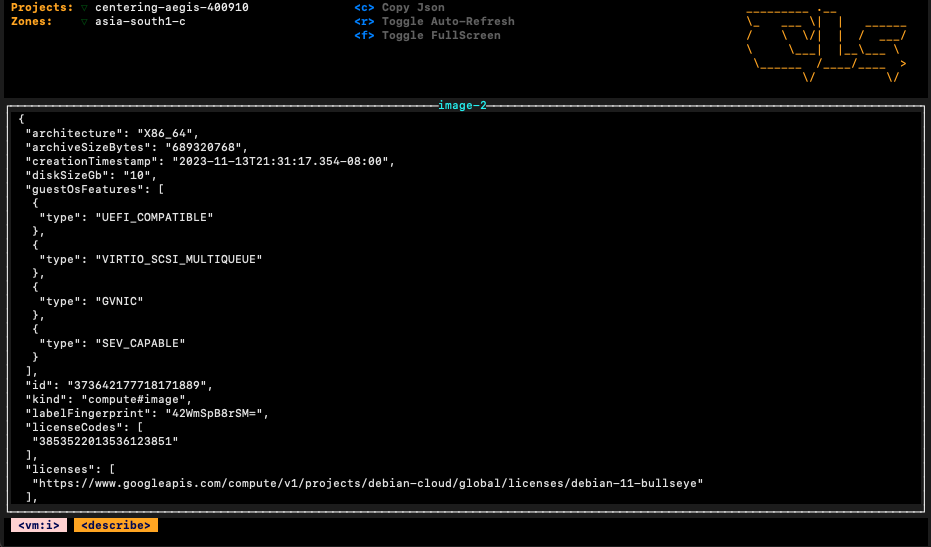 Projects: ▽ centering-aegis-400910
Zones: ▽ asia-south1-c
<c> Copy Json
<r> Toggle Auto-Refresh
<f> Toggle FullScreen
image-2
{
"architecture": "X86_64",
"archiveSizeBytes": "689320768",
"creationTimestamp": "2023-11-13T21:31:17.354-08:00",
"diskSizeGb": "10",
"guestOsFeatures": [
{
"type": "UEFI_COMPATIBLE"
},
{
"type": "VIRTIO_SCSI_MULTIQUEUE"
},
{
"type": "GVNIC"
},
{
"type": "SEV_CAPABLE"
}
],
"id": "373642177718171889",
"kind": "compute#image",
"labelFingerprint": "42WmSpB8rSM=",
"licenseCodes": [
"3853522013536123851"
],
"licenses": [
"https://www.googleapis.com/compute/v1/projects/debian-cloud/global/licenses/debian-11-bullseye"
],
<vm:i> <describe>